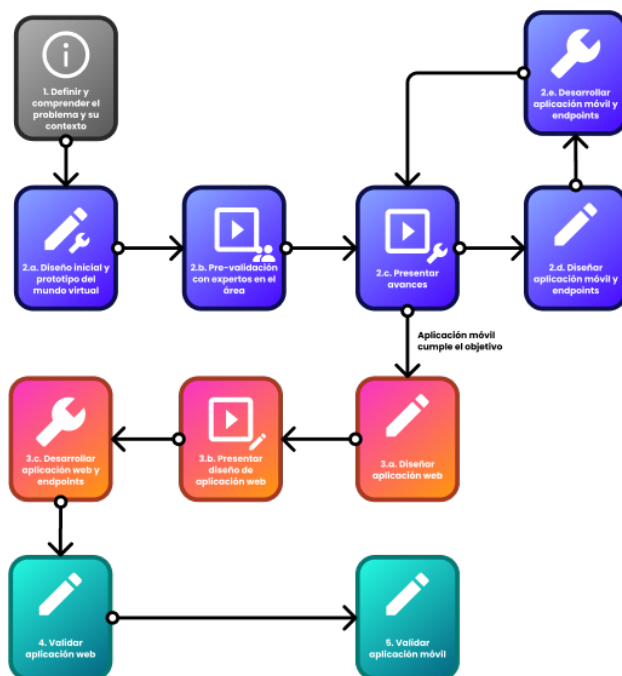 1. Definir y
comprender el
problema y su
contexto
2.e. Desarrollar
aplicación móvil y
endpoints
2.a. Diseño inicial y
prototipo del
mundo virtual
2.b. Pre-validación
con expertos en el
área
2.c. Presentar
avances
2.d. Diseñar
aplicación móvil y
endpoints
Aplicación móvil
cumple el objetivo
3.c. Desarrollar
aplicación web y
endpoints
3.b. Presentar
diseño de
aplicación web
3.a. Diseñar
aplicación web
4. Validar
aplicación web
5. Validar
aplicación móvil